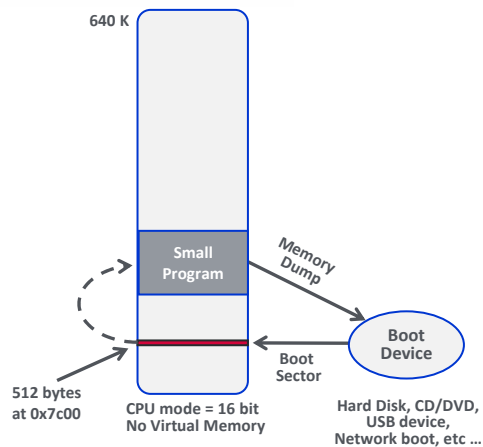 640 K
Small
Program
Memory
Dump
Boot
Device
Boot
Sector
512 bytes
at 0x7c00
CPU mode = 16 bit
No Virtual Memory
Hard Disk, CD/DVD,
USB device,
Network boot, etc ...